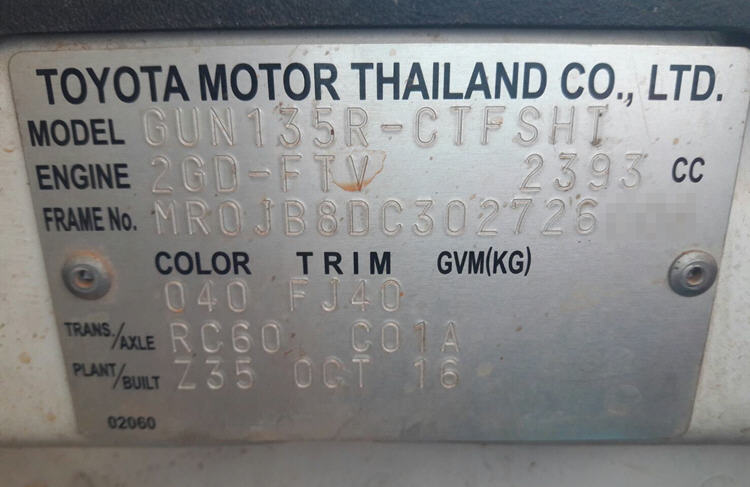 TOYOTA MOTOR THAILAND CO., LTD.
MODEL GUN135R-CTFSHT
ENGINE 2GD-FTV 2393 CC
FRAME No. MR0JB8DC302726
COLOR TRIM GVM(KG)
040 FJ40
TRANS./AXLE RC60 C01A
PLANT/BUILT Z35 OCT 16
02060